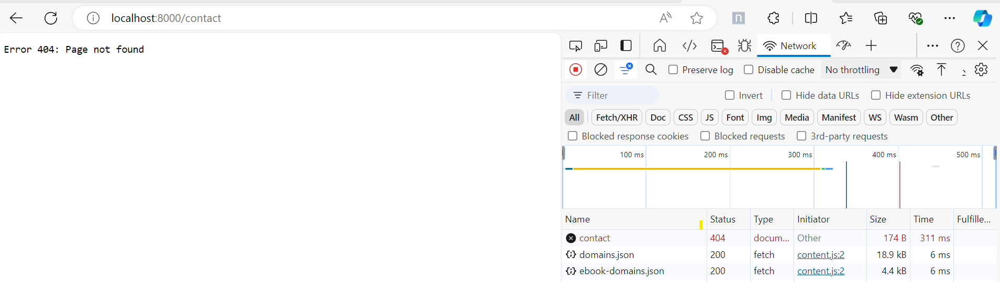 localhost:8000/contact
Error 404: Page not found
Network
Preserve log Disable cache No throttling
Filter Invert Hide data URLs Hide extension URLs
All Fetch/XHR Doc CSS JS Font Img Media Manifest WS Wasm Other
Blocked response cookies Blocked requests 3rd-party requests
100 ms 200 ms 300 ms 400 ms 500 ms
Name Status Type Initiator Size Time Fulfille...
contact 404 docum... Other 174 B 311 ms
domains.json 200 fetch content.js:2 18.9 kB 6 ms
ebook-domains.json 200 fetch content.js:2 4.4 kB 6 ms